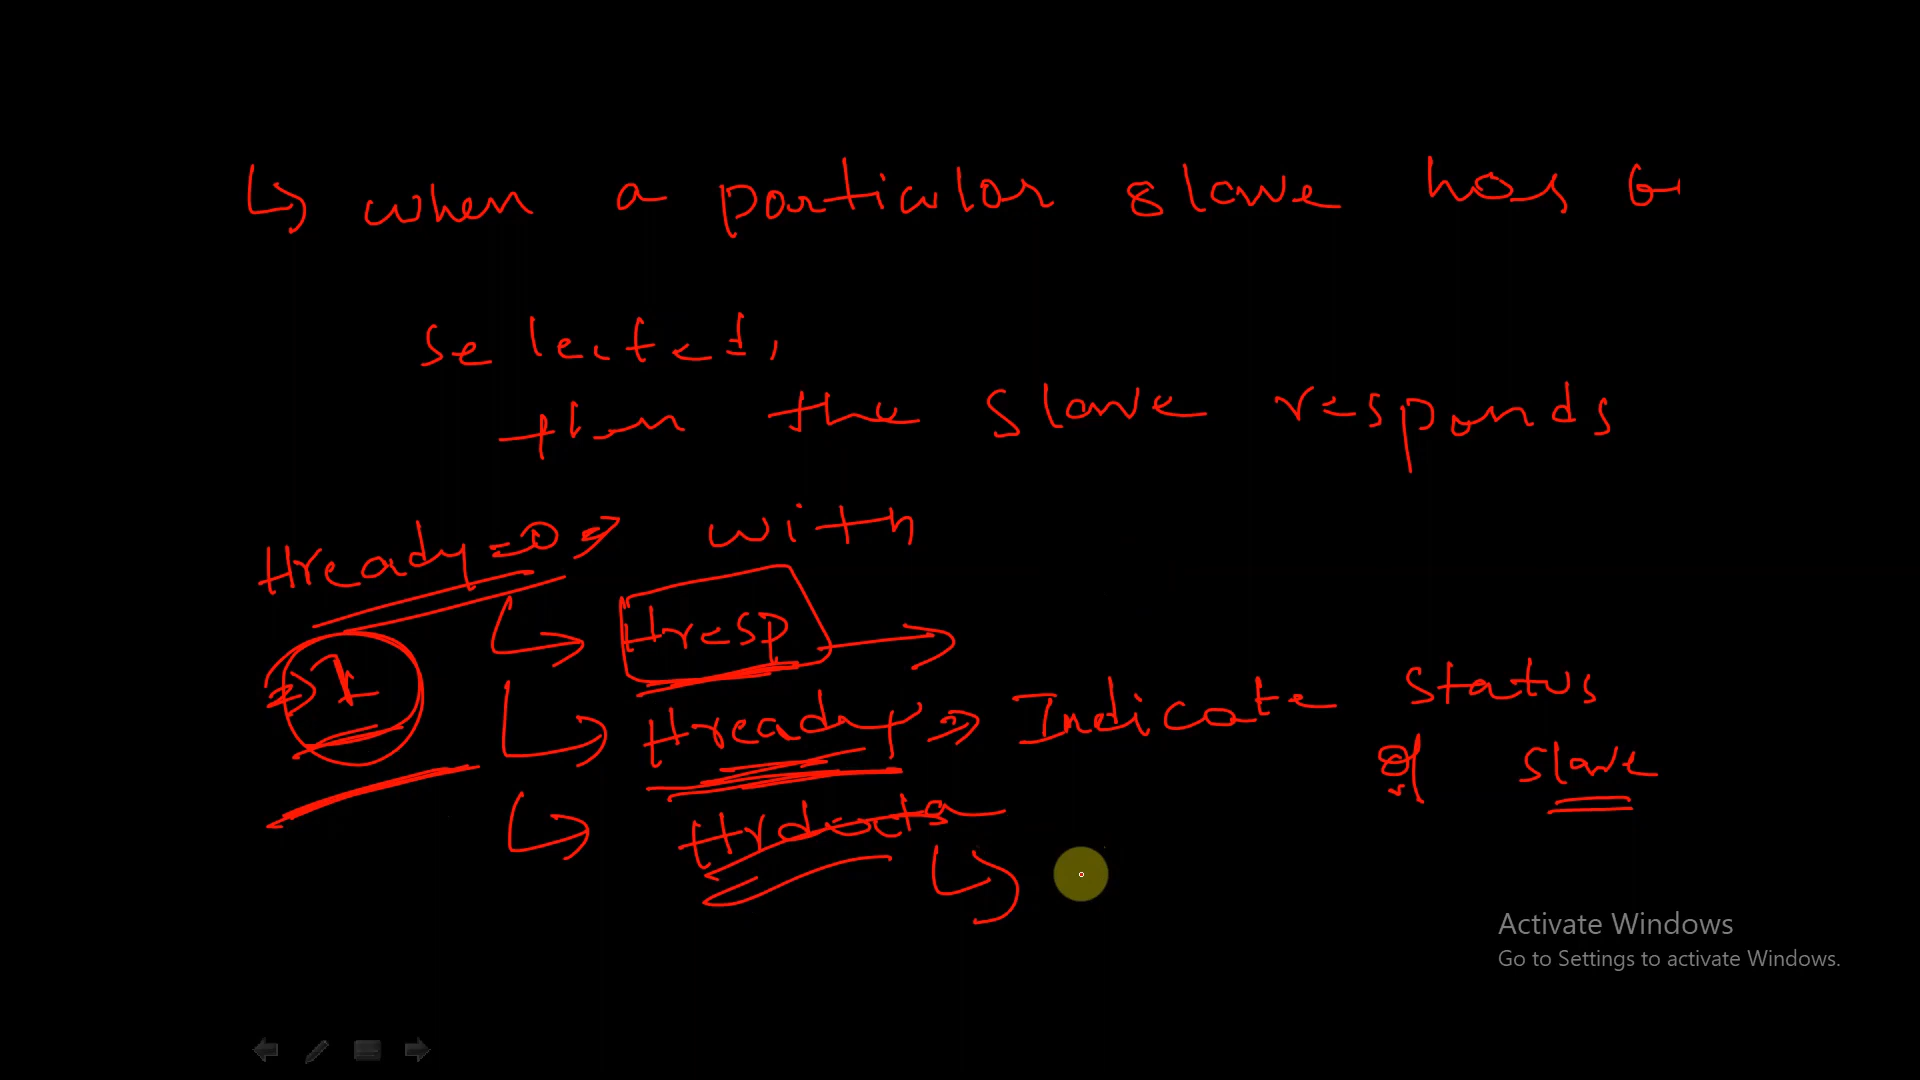 when a particular slave has
selected,
then the slave responds
Hready = 0 ⇒ with
Hresp
⇒ 1
Hready ⇒ Indicate status
of slave
Hrdata
Activate Windows
Go to Settings to activate Windows.